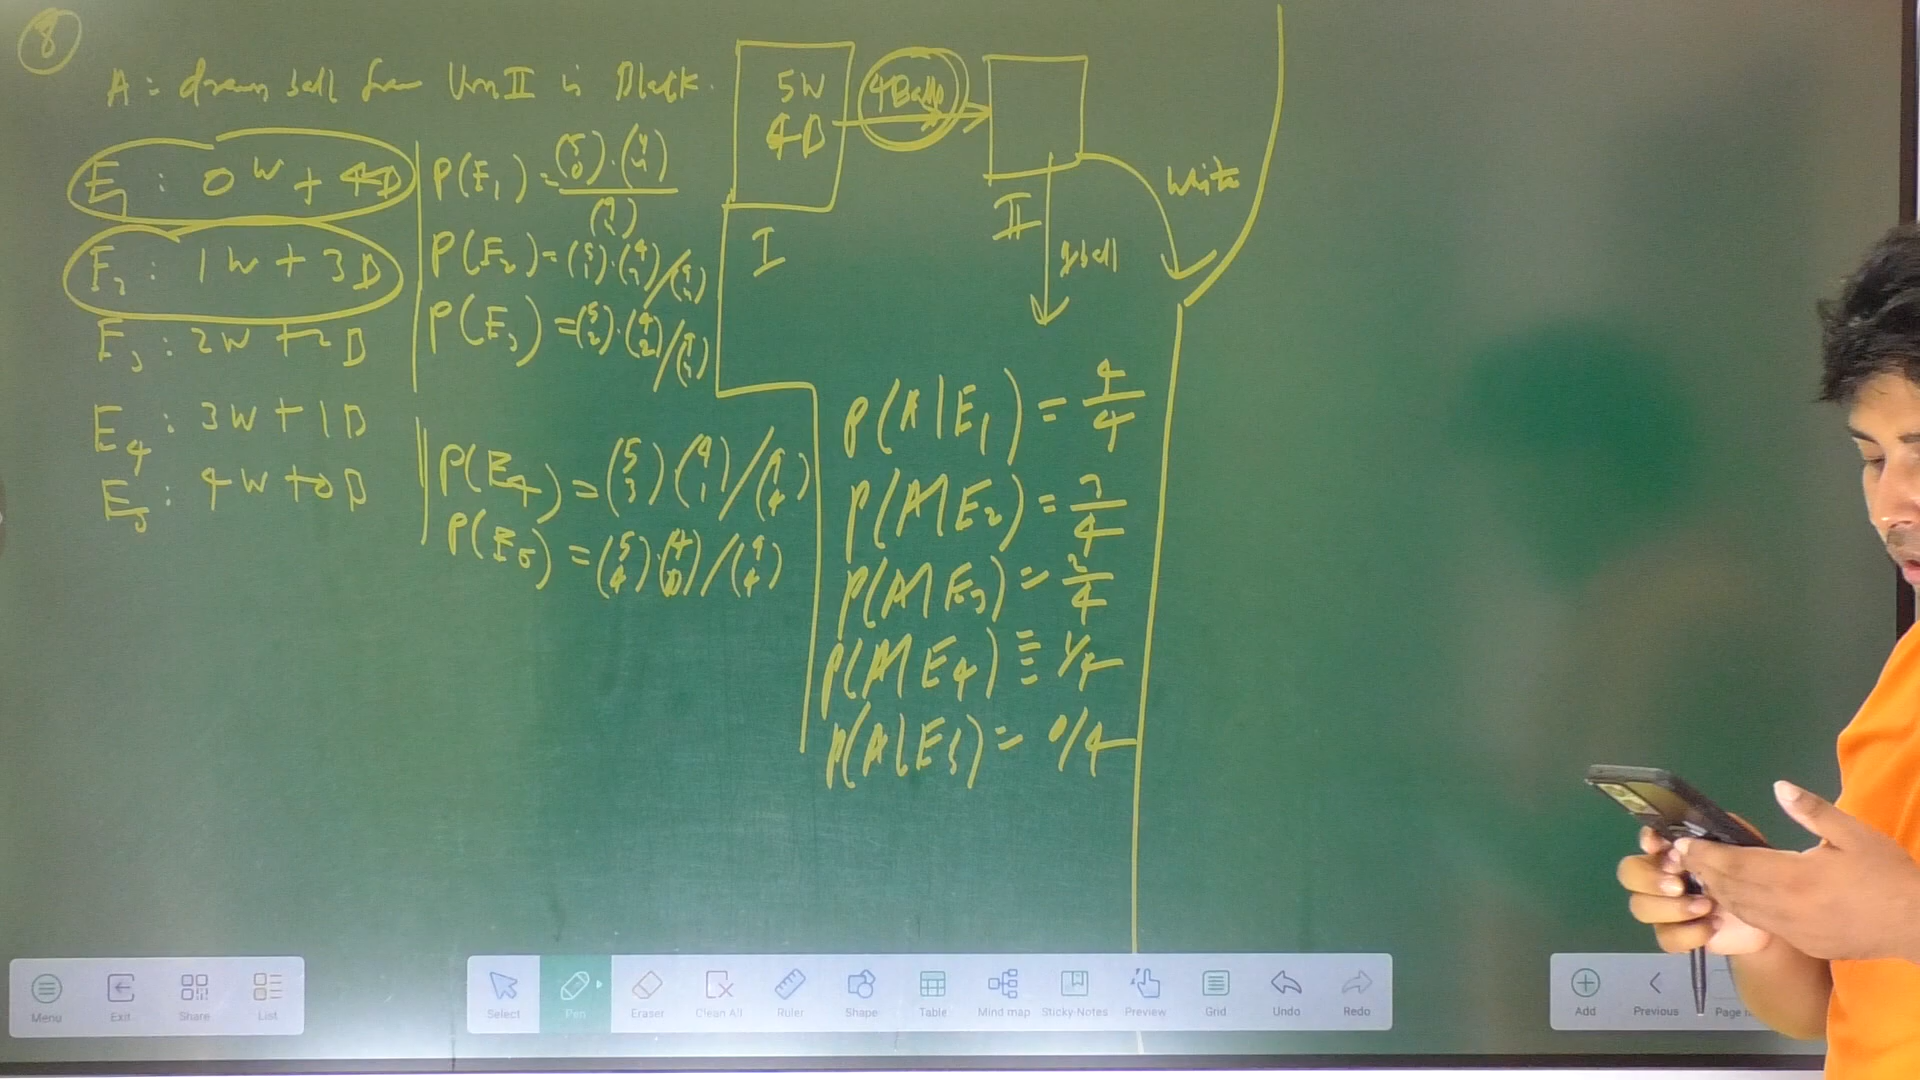 8
A : drawn ball from Urn II is Black.
E1 : 0W + 4B
E2 : 1W + 3B
E3 : 2W + 2B
E4 : 3W + 1B
E5 : 4W + 0B
P(E1) = (5 0)·(4 4) / (9 4)
P(E2) = (5 1)·(4 3) / (9 4)
P(E3) = (5 2)·(4 2) / (9 4)
P(E4) = (5 3)(4 1) / (9 4)
P(E5) = (5 4)·(4 0) / (9 4)
5W
4B
I
4 Balls
II
ball
White
P(A|E1) = 4/4
P(A|E2) = 3/4
P(A|E3) = 2/4
P(A|E4) = 1/4
P(A|E5) = 0/4
Menu
Exit
Share
List
Select
Pen
Eraser
Clean All
Ruler
Shape
Table
Mind map
Sticky-Notes
Preview
Grid
Undo
Redo
Add
Previous
Page